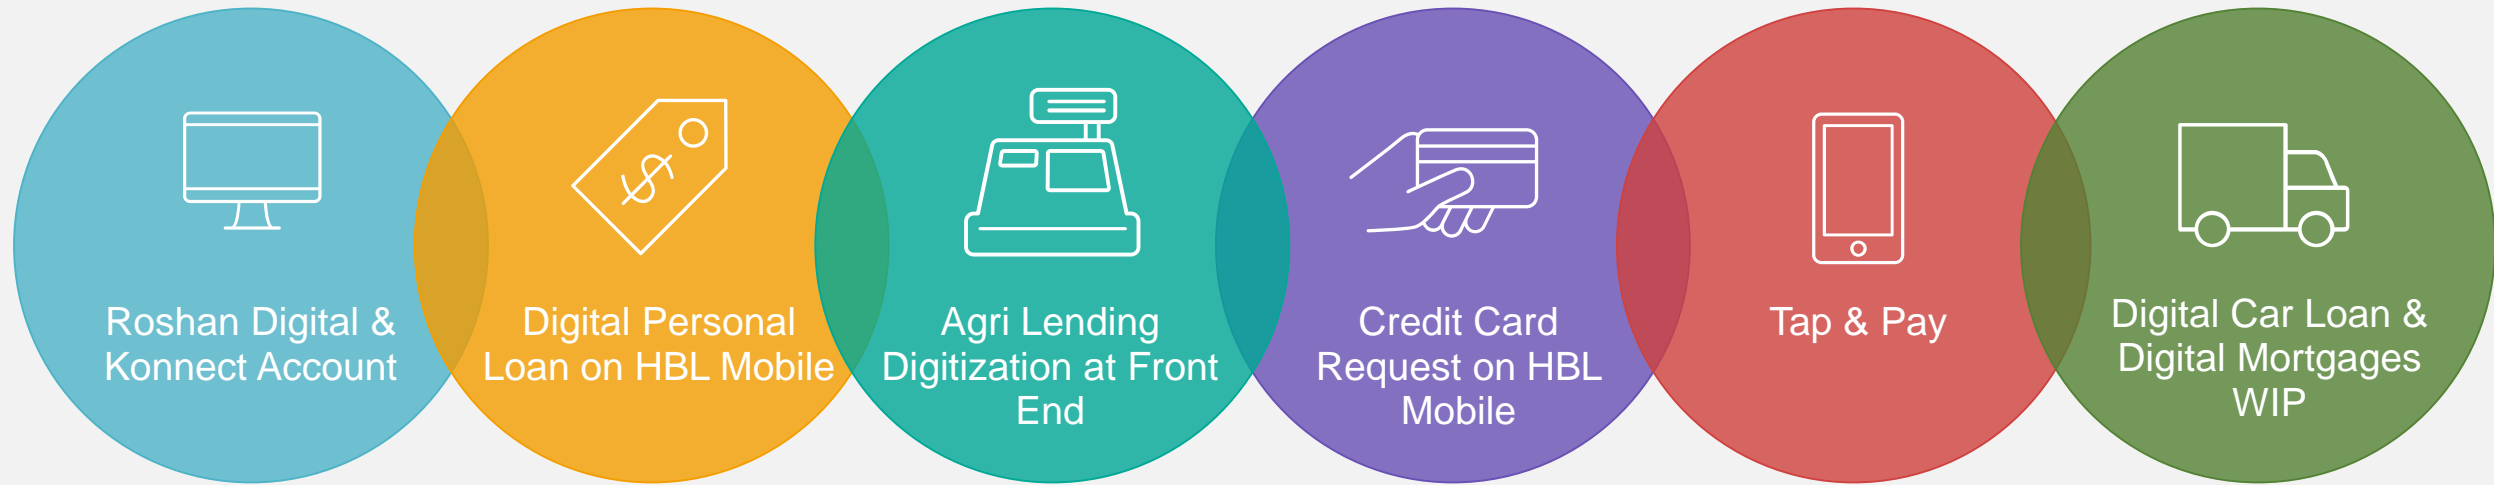 Roshan Digital &
Konnect Account
Digital Personal
Loan on HBL Mobile
Agri Lending
Digitization at Front
End
Credit Card
Request on HBL
Mobile
Tap & Pay
Digital Car Loan &
Digital Mortgages
WIP